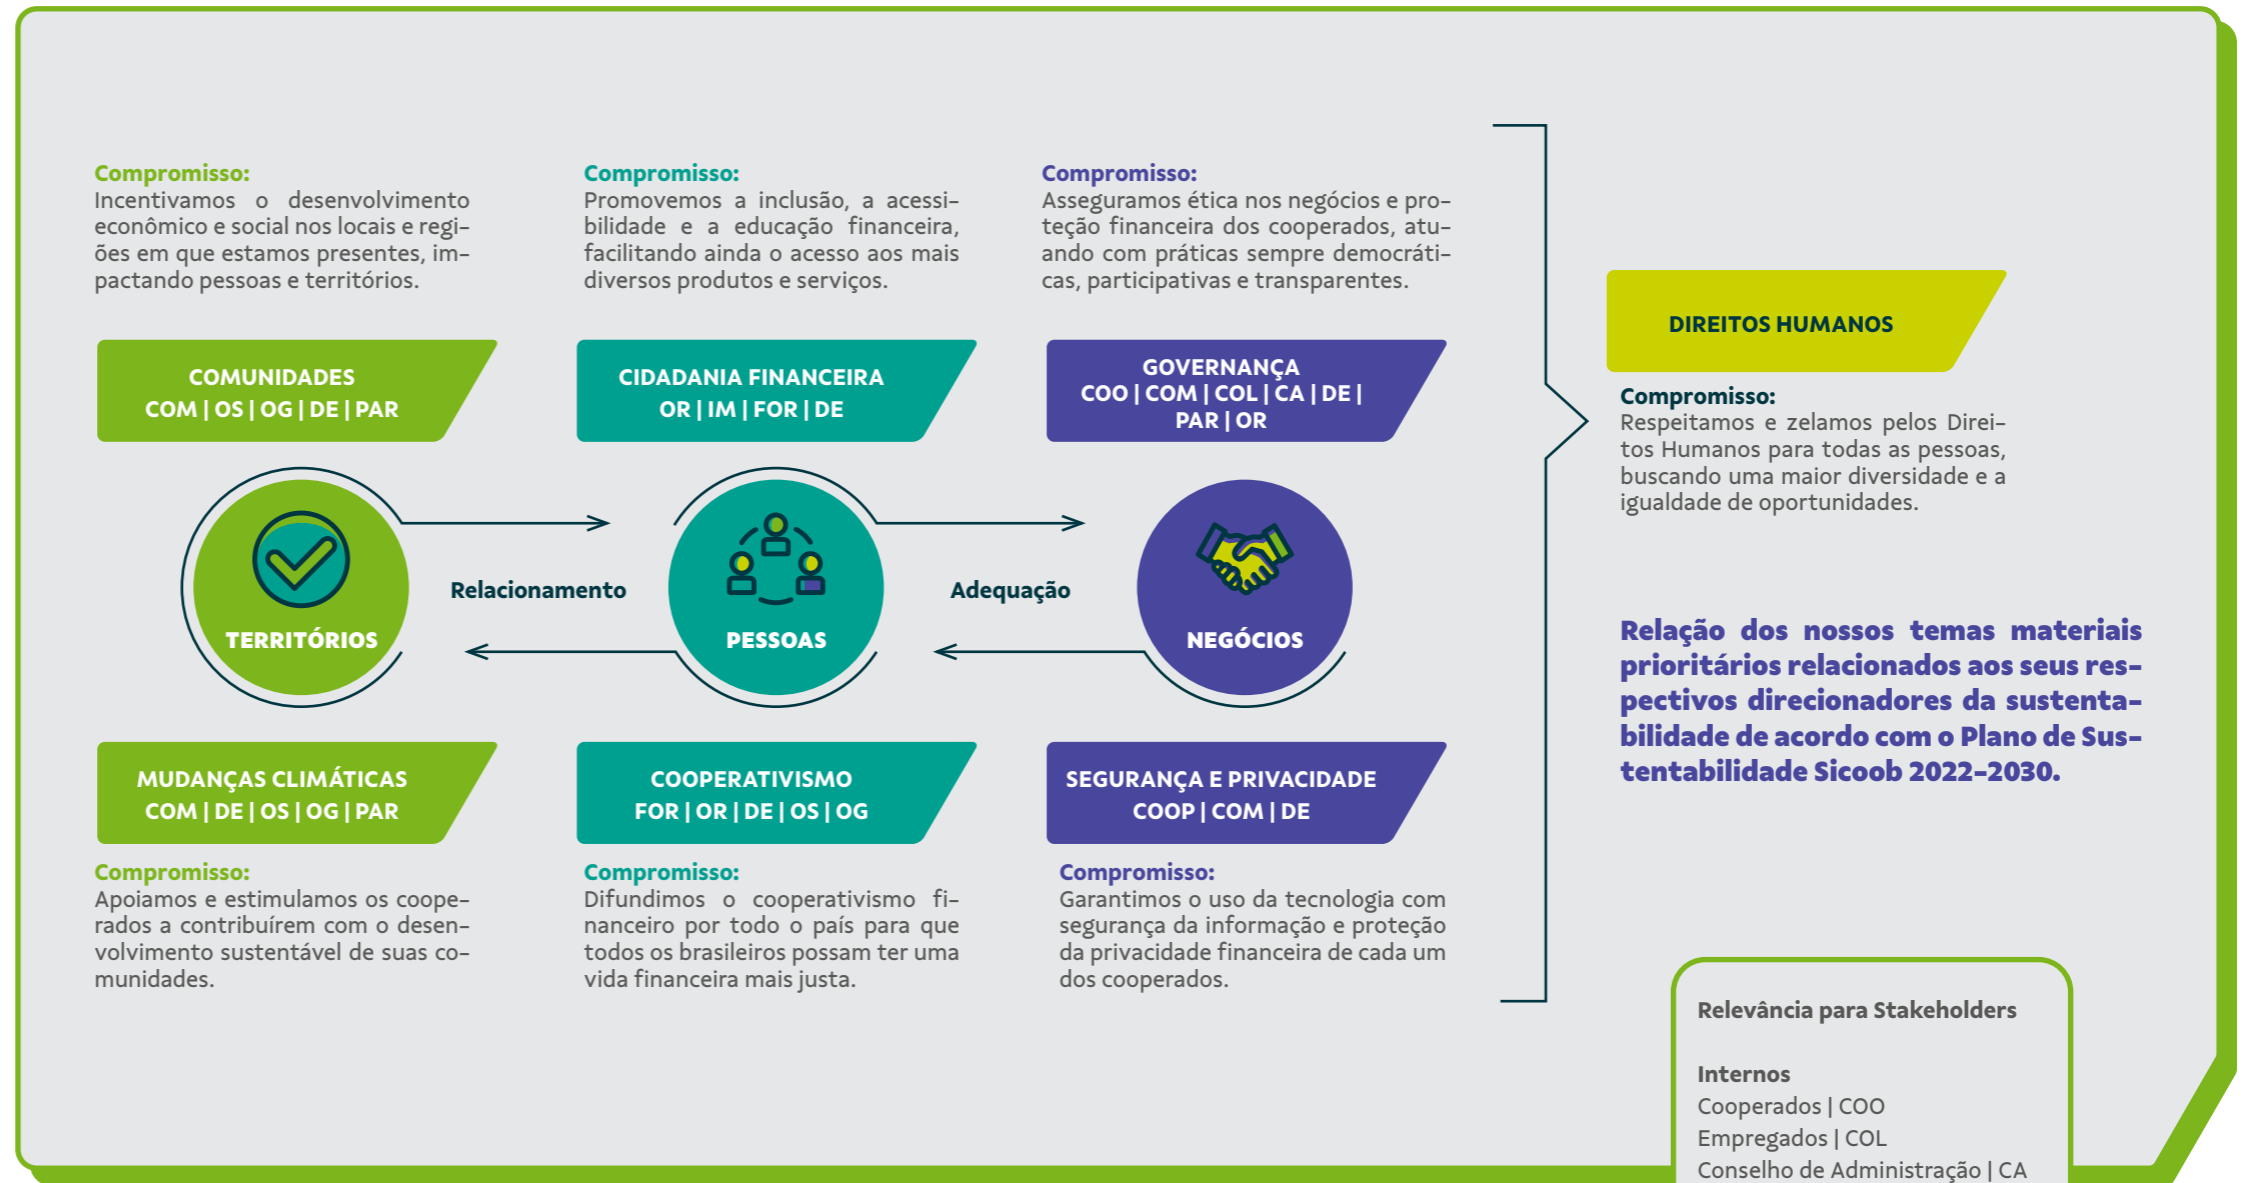 Compromisso:
Incentivamos o desenvolvimento
econômico e social nos locais e regi-
ões em que estamos presentes, im-
pactando pessoas e territórios.
Compromisso:
Promovemos a inclusão, a acessi-
bilidade e a educação financeira,
facilitando ainda o acesso aos mais
diversos produtos e serviços.
Compromisso:
Asseguramos ética nos negócios e pro-
teção financeira dos cooperados, atu-
ando com práticas sempre democráti-
cas, participativas e transparentes.
COMUNIDADES
COM | OS | OG | DE | PAR
CIDADANIA FINANCEIRA
OR | IM | FOR | DE
GOVERNANÇA
COO | COM | COL | CA | DE |
PAR | OR
TERRITÓRIOS
Relacionamento
PESSOAS
Adequação
NEGÓCIOS
MUDANÇAS CLIMÁTICAS
COM | DE | OS | OG | PAR
COOPERATIVISMO
FOR | OR | DE | OS | OG
SEGURANÇA E PRIVACIDADE
COOP | COM | DE
Compromisso:
Apoiamos e estimulamos os coope-
rados a contribuírem com o desen-
volvimento sustentável de suas co-
munidades.
Compromisso:
Difundimos o cooperativismo fi-
nanceiro por todo o país para que
todos os brasileiros possam ter uma
vida financeira mais justa.
Compromisso:
Garantimos o uso da tecnologia com
segurança da informação e proteção
da privacidade financeira de cada um
dos cooperados.
DIREITOS HUMANOS
Compromisso:
Respeitamos e zelamos pelos Direi-
tos Humanos para todas as pessoas,
buscando uma maior diversidade e a
igualdade de oportunidades.
Relação dos nossos temas materiais
prioritários relacionados aos seus res-
pectivos direcionadores da sustenta-
bilidade de acordo com o Plano de Sus-
tentabilidade Sicoob 2022-2030.
Relevância para Stakeholders
Internos
Cooperados | COO
Empregados | COL
Conselho de Administração | CA